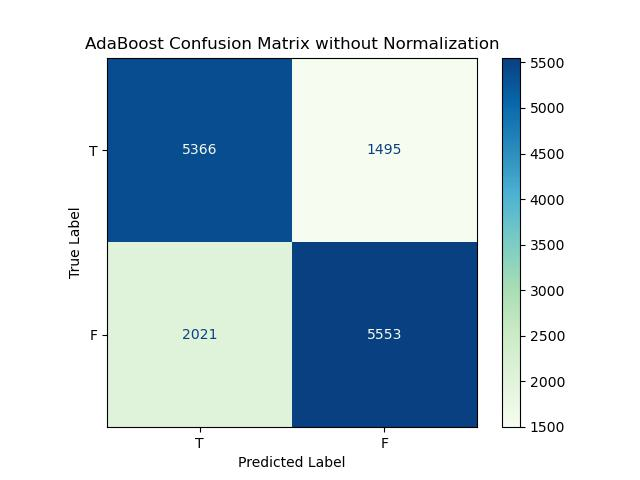 AdaBoost Confusion Matrix without Normalization
True Label
T
F
5366
1495
2021
5553
T
F
Predicted Label
5500
5000
4500
4000
3500
3000
2500
2000
1500